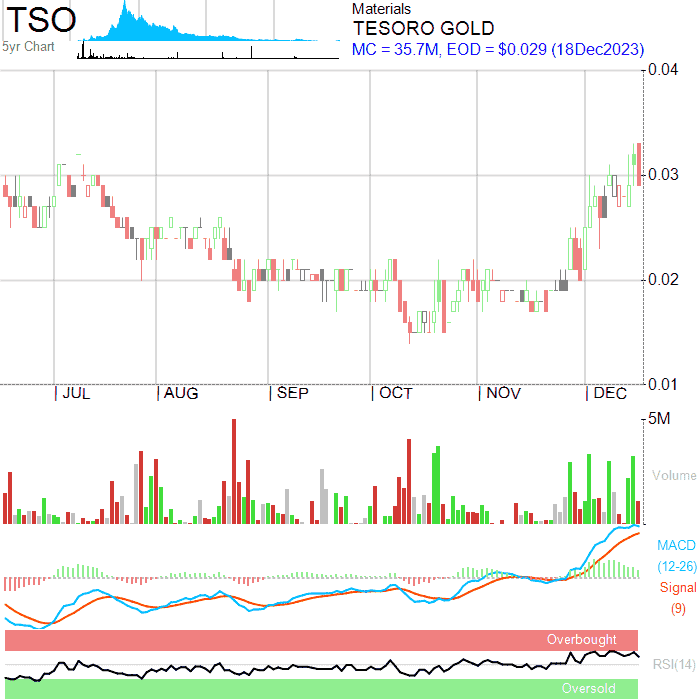 TSO
5yr Chart
Materials
TESORO GOLD
MC = 35.7M, EOD = $0.029 (18Dec2023)
0.04
0.03
0.02
0.01
JUL AUG SEP OCT NOV DEC
5M
Volume
MACD
(12-26)
Signal
(9)
Overbought
RSI(14)
Oversold